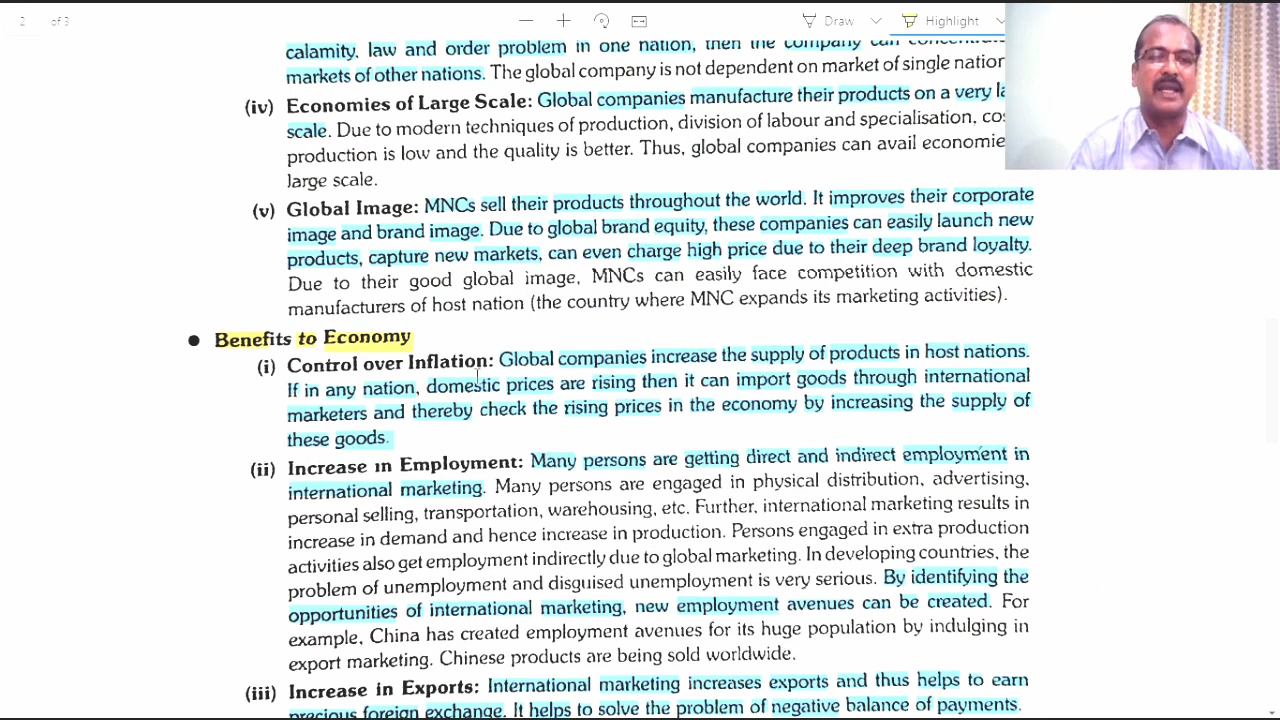 2 of 3 Draw Highlight
calamity, law and order problem in one nation, then the company can
markets of other nations. The global company is not dependent on market of single nation
(iv) Economies of Large Scale: Global companies manufacture their products on a very
scale. Due to modern techniques of production, division of labour and specialisation,
production is low and the quality is better. Thus, global companies can avail
large scale.
(v) Global Image: MNCs sell their products throughout the world. It improves their corporate
image and brand image. Due to global brand equity, these companies can easily launch new
products, capture new markets, can even charge high price due to their deep brand loyalty.
Due to their good global image, MNCs can easily face competition with domestic
manufacturers of host nation (the country where MNC expands its marketing activities).
● Benefits to Economy
(i) Control over Inflation: Global companies increase the supply of products in host nations.
If in any nation, domestic prices are rising then it can import goods through international
marketers and thereby check the rising prices in the economy by increasing the supply of
these goods.
(ii) Increase in Employment: Many persons are getting direct and indirect employment in
international marketing. Many persons are engaged in physical distribution, advertising,
personal selling, transportation, warehousing, etc. Further, international marketing results in
increase in demand and hence increase in production. Persons engaged in extra production
activities also get employment indirectly due to global marketing. In developing countries, the
problem of unemployment and disguised unemployment is very serious. By identifying the
opportunities of international marketing, new employment avenues can be created. For
example, China has created employment avenues for its huge population by indulging in
export marketing. Chinese products are being sold worldwide.
(iii) Increase in Exports: International marketing increases exports and thus helps to earn
precious foreign exchange. It helps to solve the problem of negative balance of payments.